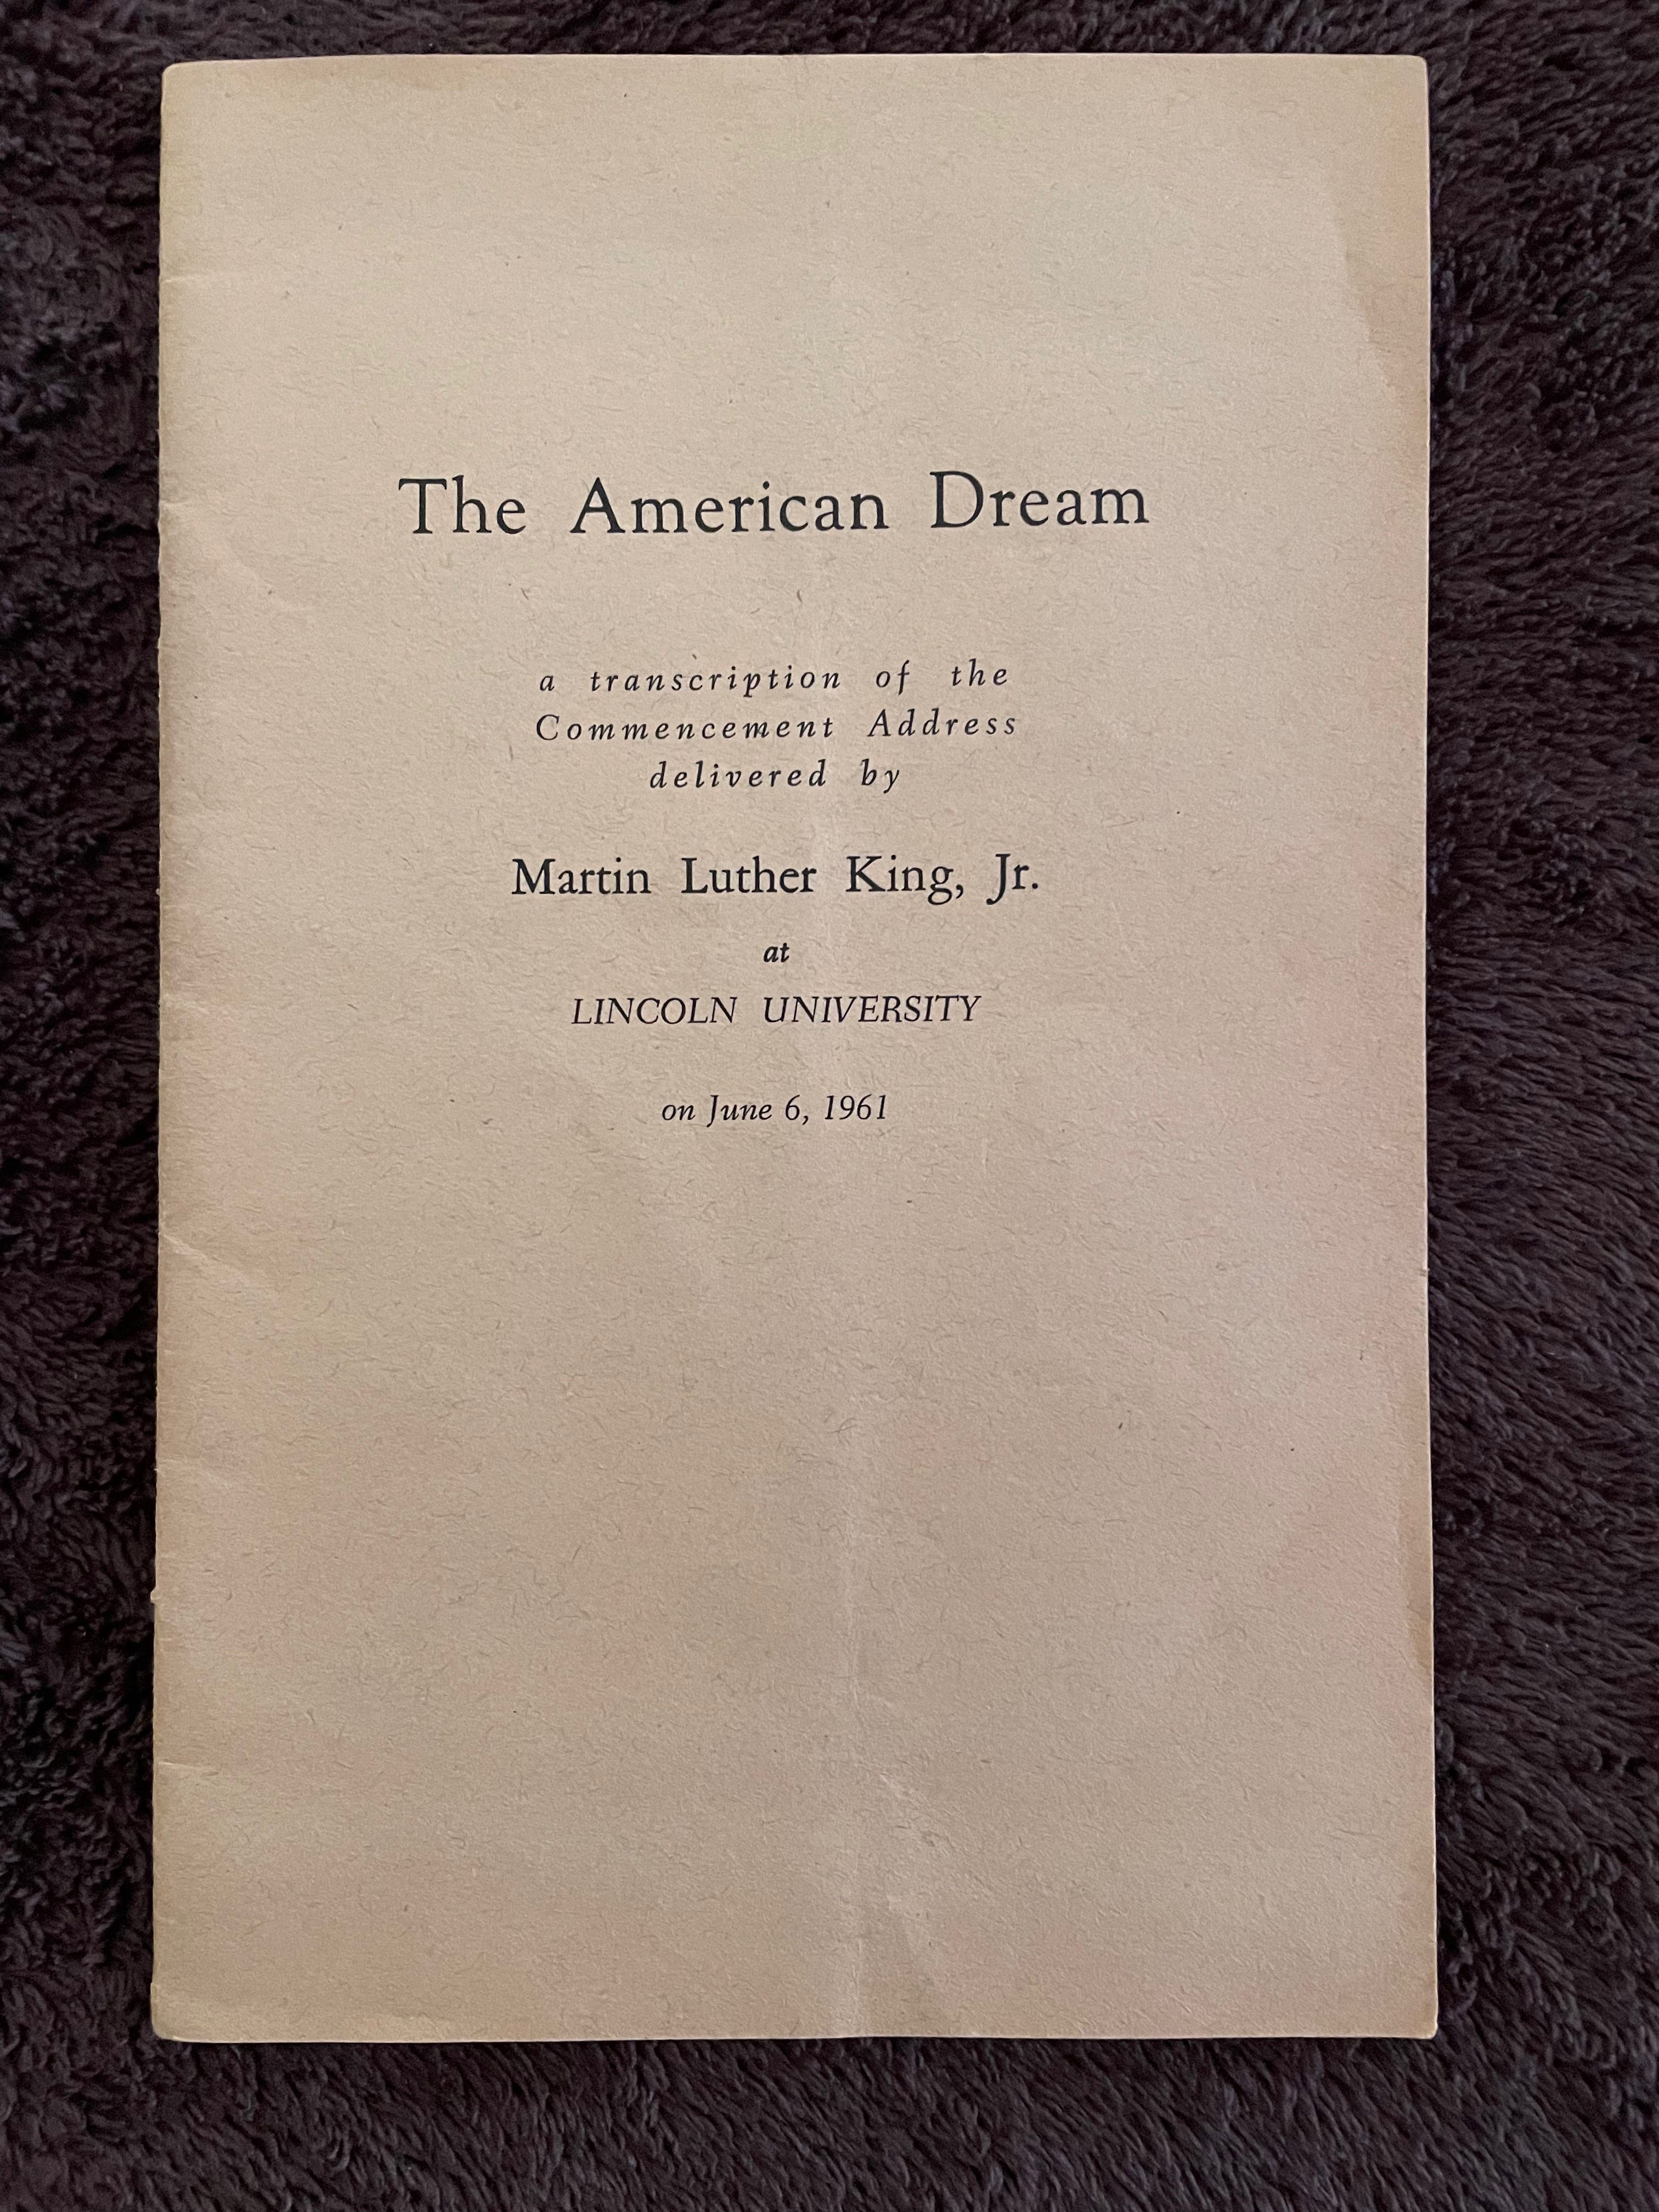 The American Dream
a transcription of the
Commencement Address
delivered by
Martin Luther King, Jr.
at
LINCOLN UNIVERSITY
on June 6, 1961